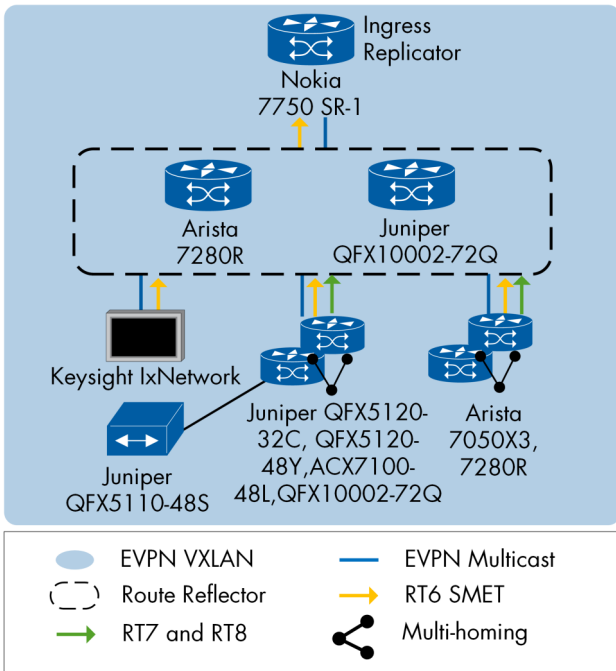 Ingress
Replicator
Nokia
7750 SR-1
Arista
7280R
Juniper
QFX10002-72Q
Keysight IxNetwork
Juniper
QFX5110-48S
Juniper QFX5120-
32C, QFX5120-
48Y,ACX7100-
48L,QFX10002-72Q
Arista
7050X3,
7280R
EVPN VXLAN
EVPN Multicast
Route Reflector
RT6 SMET
RT7 and RT8
Multi-homing